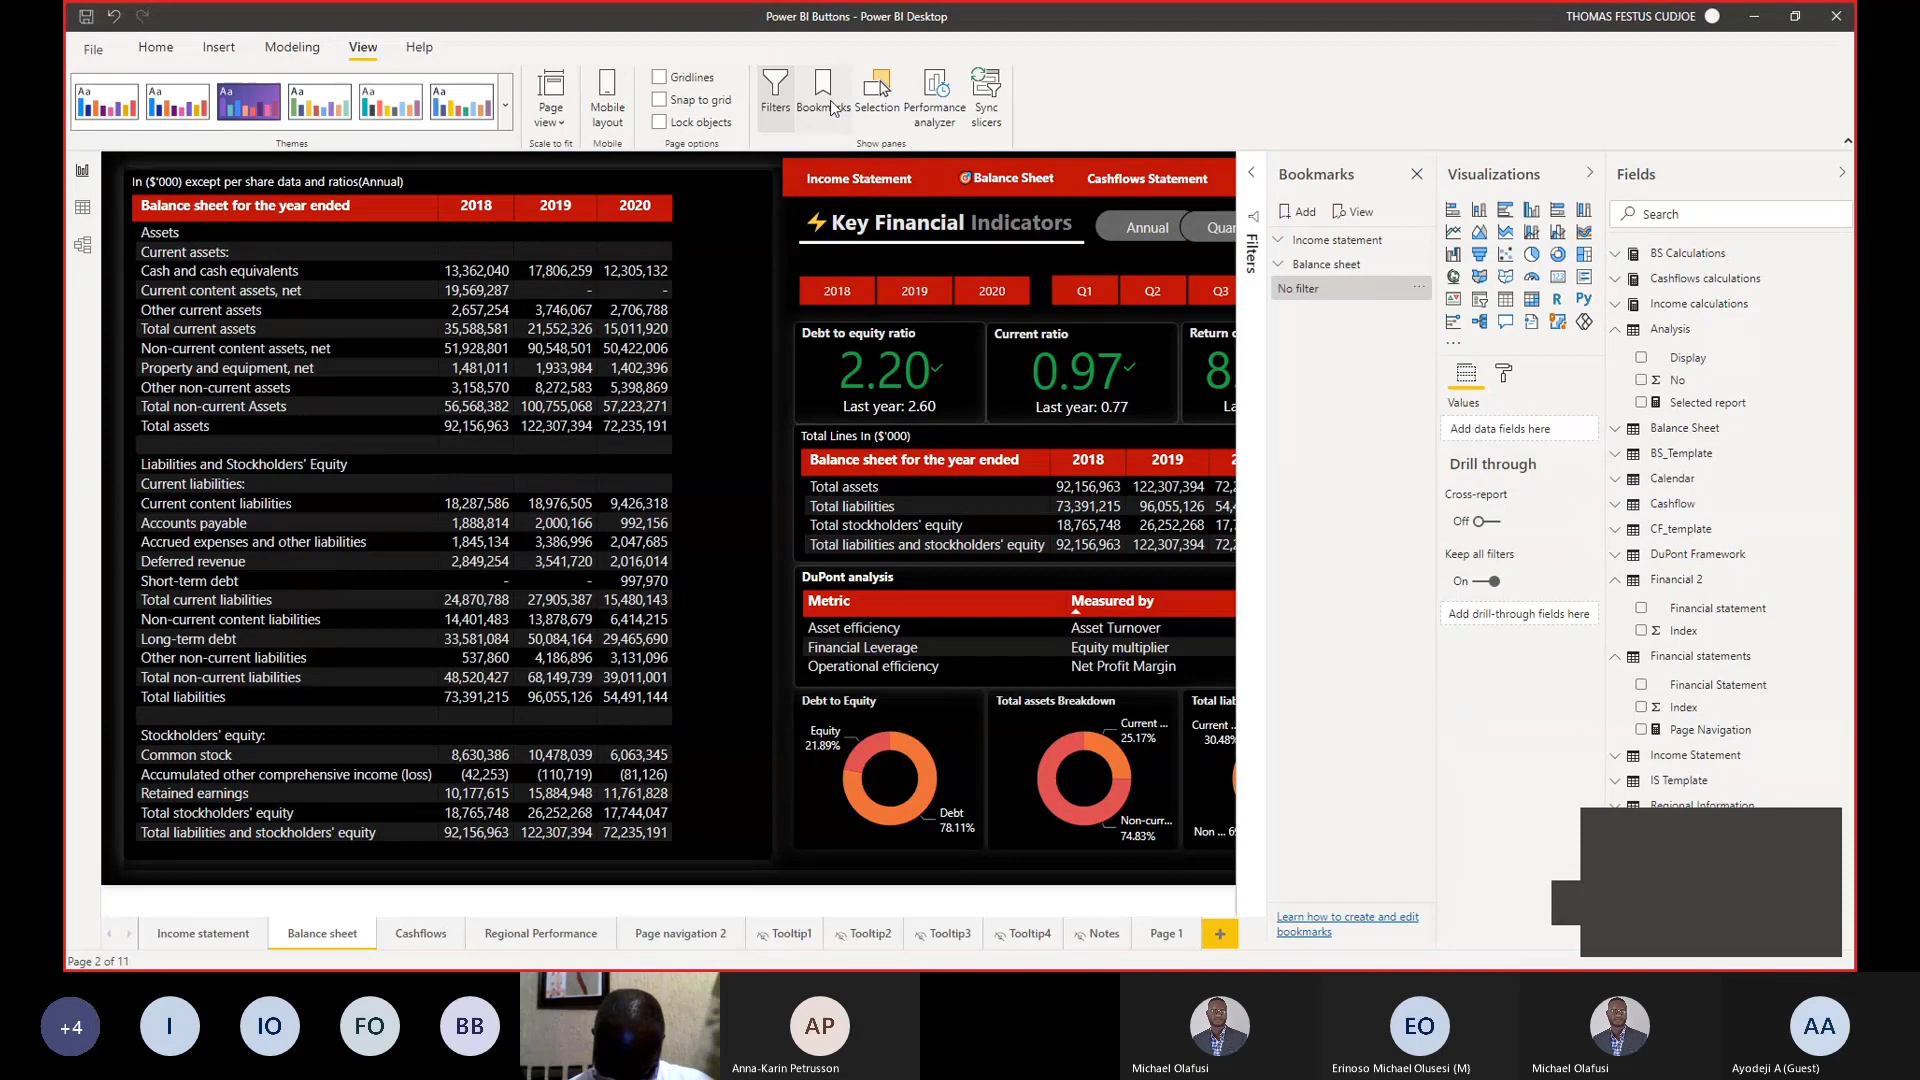 Power BI Buttons - Power BI Desktop
THOMAS FESTUS CUDJOE
File
Home
Insert
Modeling
View
Help
Aa
Aa
Aa
Aa
Aa
Aa
Themes
Page view
Scale to fit
Mobile layout
Mobile
Gridlines
Snap to grid
Lock objects
Page options
Filters
Bookmarks
Selection
Performance analyzer
Sync slicers
Show panes
In ($'000) except per share data and ratios(Annual)
Balance sheet for the year ended 2018 2019 2020
Assets
Current assets:
Cash and cash equivalents 13,362,040 17,806,259 12,305,132
Current content assets, net 19,569,287 - -
Other current assets 2,657,254 3,746,067 2,706,788
Total current assets 35,588,581 21,552,326 15,011,920
Non-current content assets, net 51,928,801 90,548,501 50,422,006
Property and equipment, net 1,481,011 1,933,984 1,402,396
Other non-current assets 3,158,570 8,272,583 5,398,869
Total non-current Assets 56,568,382 100,755,068 57,223,271
Total assets 92,156,963 122,307,394 72,235,191
Liabilities and Stockholders' Equity
Current liabilities:
Current content liabilities 18,287,586 18,976,505 9,426,318
Accounts payable 1,888,814 2,000,166 992,156
Accrued expenses and other liabilities 1,845,134 3,386,996 2,047,685
Deferred revenue 2,849,254 3,541,720 2,016,014
Short-term debt - - 997,970
Total current liabilities 24,870,788 27,905,387 15,480,143
Non-current content liabilities 14,401,483 13,878,679 6,414,215
Long-term debt 33,581,084 50,084,164 29,465,690
Other non-current liabilities 537,860 4,186,896 3,131,096
Total non-current liabilities 48,520,427 68,149,739 39,011,001
Total liabilities 73,391,215 96,055,126 54,491,144
Stockholders' equity:
Common stock 8,630,386 10,478,039 6,063,345
Accumulated other comprehensive income (loss) (42,253) (110,719) (81,126)
Retained earnings 10,177,615 15,884,948 11,761,828
Total stockholders' equity 18,765,748 26,252,268 17,744,047
Total liabilities and stockholders' equity 92,156,963 122,307,394 72,235,191
Income Statement
Balance Sheet
Cashflows Statement
Key Financial Indicators
Annual
Quar
2018 2019 2020 Q1 Q2 Q3
Debt to equity ratio
2.20
Last year: 2.60
Current ratio
0.97
Last year: 0.77
Return c
8.
La
Total Lines In ($'000)
Balance sheet for the year ended 2018 2019 2
Total assets 92,156,963 122,307,394 72,
Total liabilities 73,391,215 96,055,126 54,4
Total stockholders' equity 18,765,748 26,252,268 17,7
Total liabilities and stockholders' equity 92,156,963 122,307,394 72,
DuPont analysis
Metric Measured by
Asset efficiency Asset Turnover
Financial Leverage Equity multiplier
Operational efficiency Net Profit Margin
Debt to Equity
Equity
21.89%
Debt
78.11%
Total assets Breakdown
Current ...
25.17%
Non-curr...
74.83%
Total liab
Current ...
30.48%
Non ... 69
Filters
Bookmarks
Add
View
Income statement
Balance sheet
No filter
...
Learn how to create and edit
bookmarks
Visualizations
R
Py
...
Values
Add data fields here
Drill through
Cross-report
Off
Keep all filters
On
Add drill-through fields here
Fields
Search
BS Calculations
Cashflows calculations
Income calculations
Analysis
Display
Σ No
Selected report
Balance Sheet
BS_Template
Calendar
Cashflow
CF_template
DuPont Framework
Financial 2
Financial statement
Σ Index
Financial statements
Financial Statement
Σ Index
Page Navigation
Income Statement
IS Template
Regional Information
Income statement
Balance sheet
Cashflows
Regional Performance
Page navigation 2
Tooltip1
Tooltip2
Tooltip3
Tooltip4
Notes
Page 1
+
Page 2 of 11
+4
I
IO
FO
BB
AP
Anna-Karin Petrusson
Michael Olafusi
EO
Erinoso Michael Olusesi (M)
Michael Olafusi
AA
Ayodeji A (Guest)